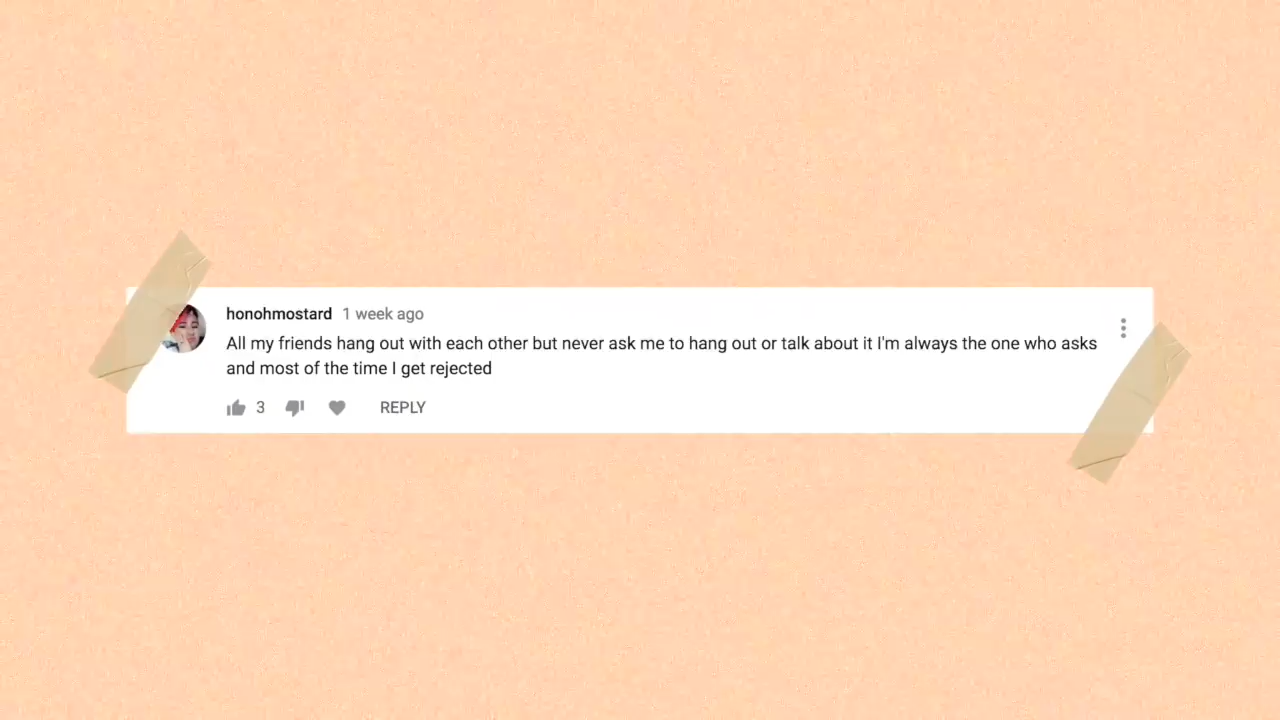 honohmostard 1 week ago
All my friends hang out with each other but never ask me to hang out or talk about it I'm always the one who asks
and most of the time I get rejected
3 REPLY